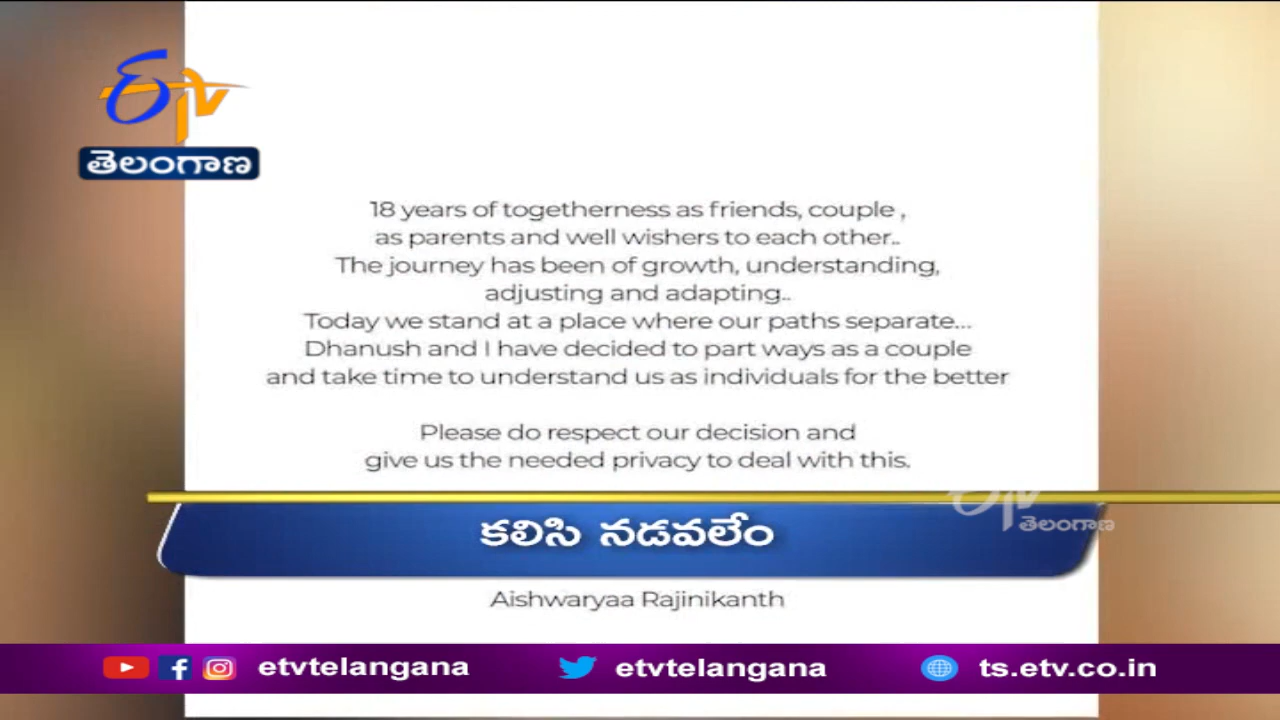 ETV
తెలంగాణ
18 years of togetherness as friends, couple ,
as parents and well wishers to each other..
The journey has been of growth, understanding,
adjusting and adapting..
Today we stand at a place where our paths separate...
Dhanush and I have decided to part ways as a couple
and take time to understand us as individuals for the better
Please do respect our decision and
give us the needed privacy to deal with this.
ETV
తెలంగాణ
కలిసి నడవలేం
Aishwaryaa Rajinikanth
etvtelangana etvtelangana ts.etv.co.in